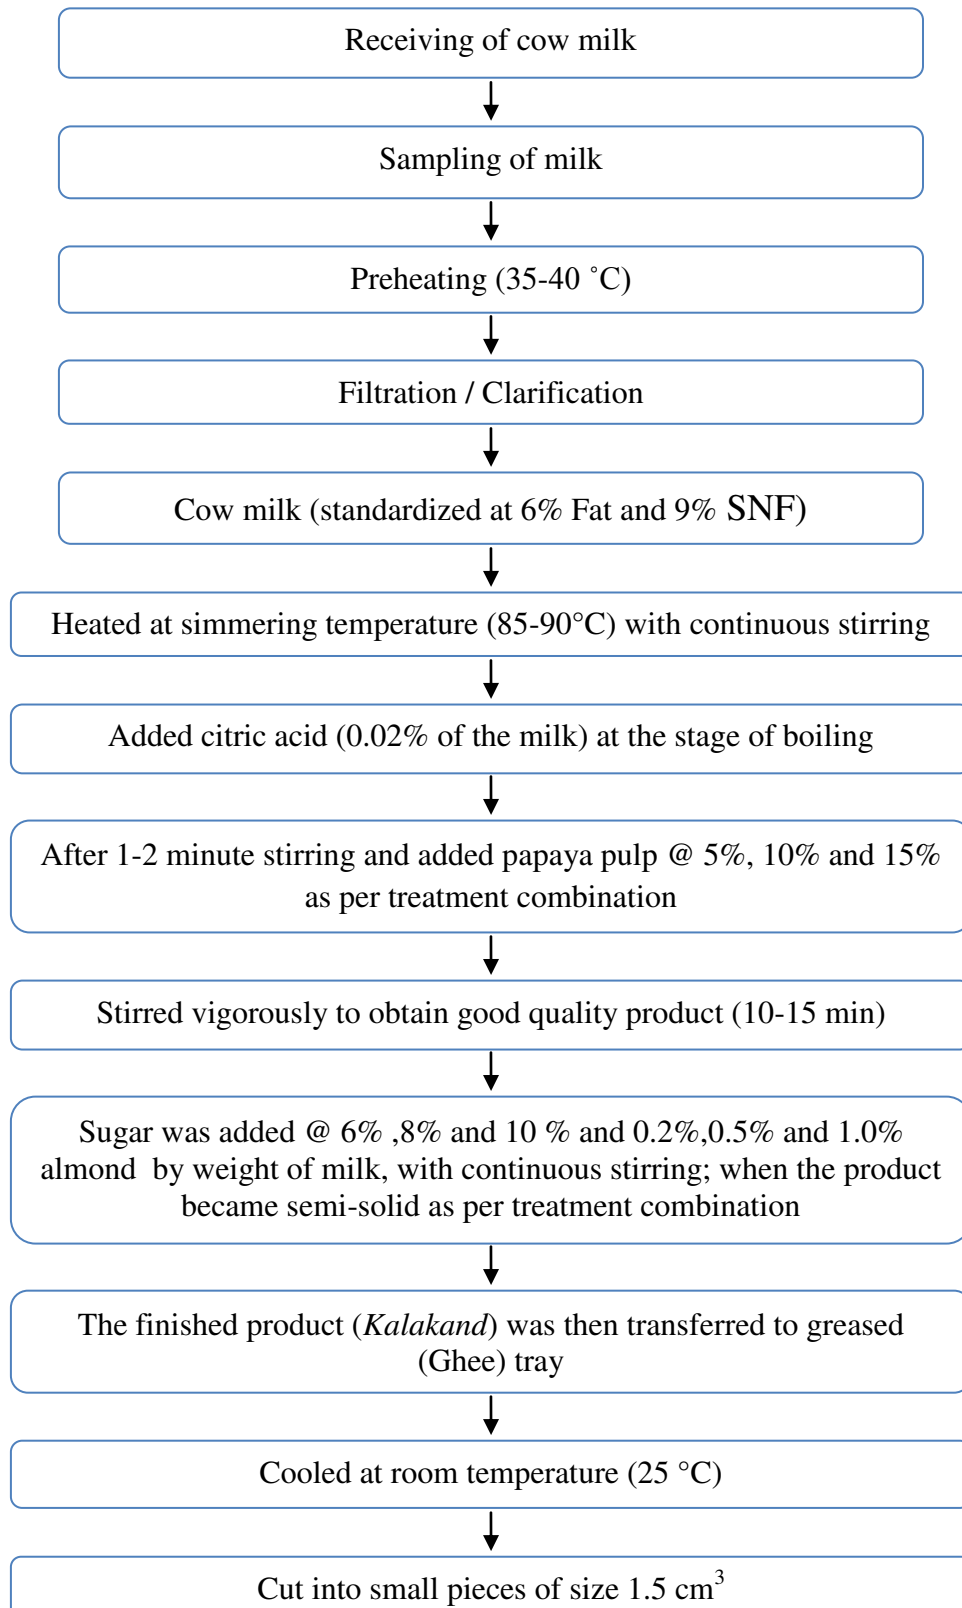 Receiving of cow milk
Sampling of milk
Preheating (35-40 ˚C)
Filtration / Clarification
Cow milk (standardized at 6% Fat and 9% SNF)
Heated at simmering temperature (85-90°C) with continuous stirring
Added citric acid (0.02% of the milk) at the stage of boiling
After 1-2 minute stirring and added papaya pulp @ 5%, 10% and 15%
as per treatment combination
Stirred vigorously to obtain good quality product (10-15 min)
Sugar was added @ 6% ,8% and 10 % and 0.2%,0.5% and 1.0%
almond by weight of milk, with continuous stirring; when the product
became semi-solid as per treatment combination
The finished product (Kalakand) was then transferred to greased
(Ghee) tray
Cooled at room temperature (25 °C)
Cut into small pieces of size 1.5 cm³